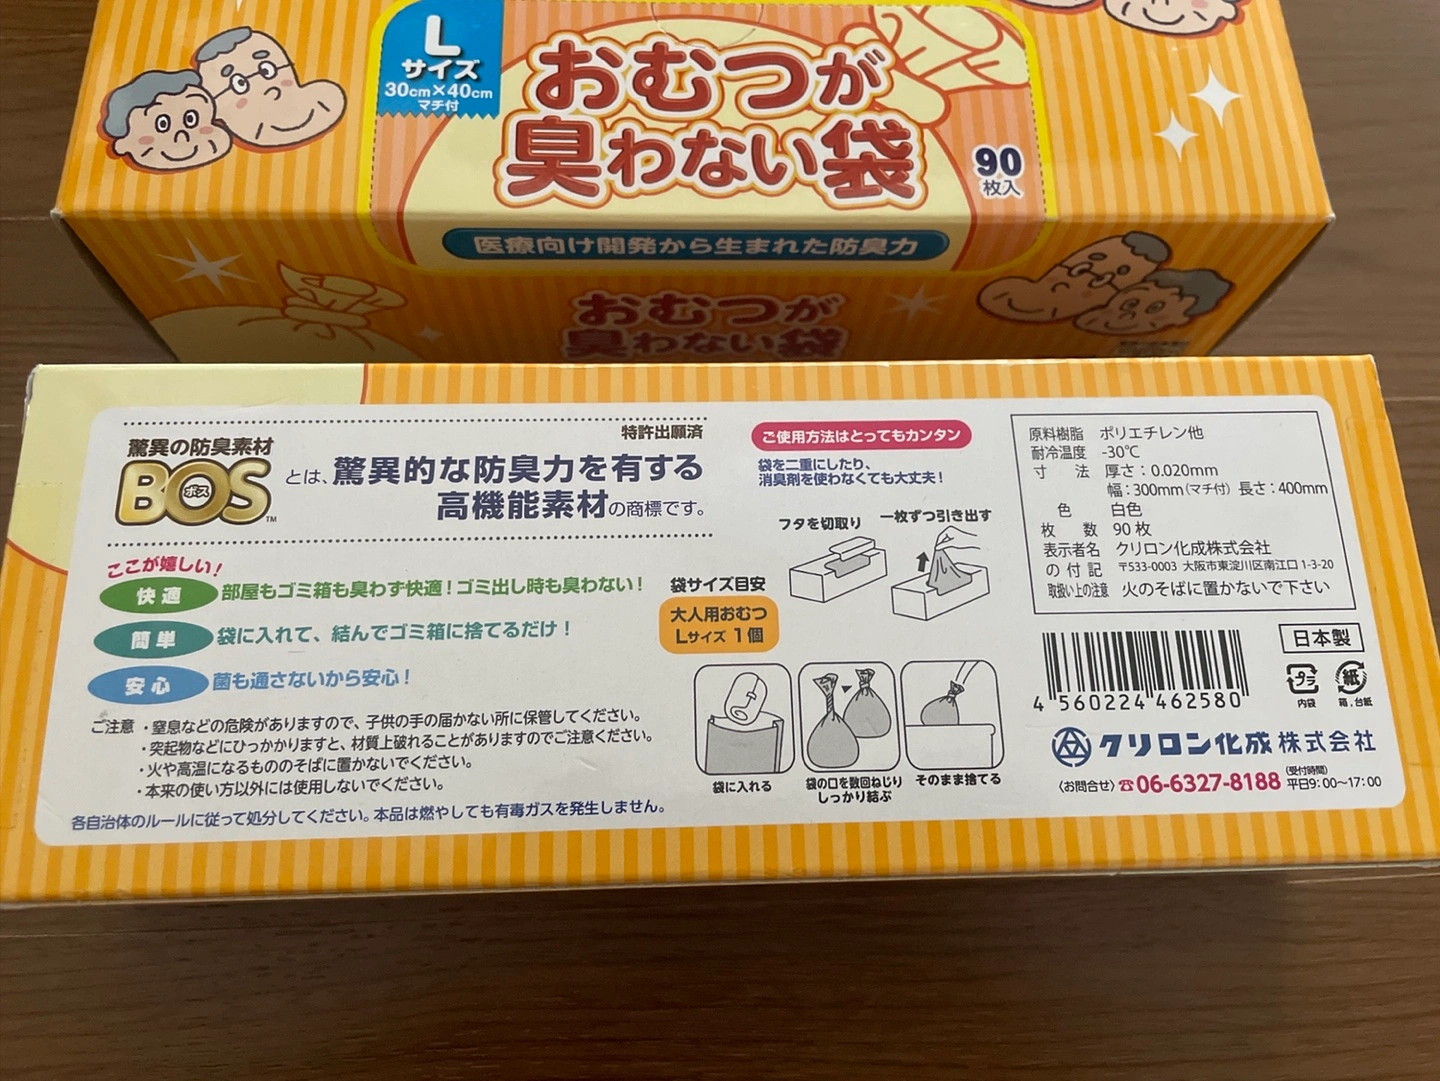 L
サイズ
30cm×40cm
マチ付
おむつが
臭わない袋
90
枚入
医療向け開発から生まれた防臭力
おむつが
臭わない袋
驚異の防臭素材
BOS
ボス
TM
特許出願済
とは、驚異的な防臭力を有する
高機能素材の商標です。
ここが嬉しい!
快適 部屋もゴミ箱も臭わず快適!ゴミ出し時も臭わない!
簡単 袋に入れて、結んでゴミ箱に捨てるだけ!
安心 菌も通さないから安心!
ご注意 ・窒息などの危険がありますので、子供の手の届かない所に保管してください。
・突起物などにひっかかりますと、材質上破れることがありますのでご注意ください。
・火や高温になるもののそばに置かないでください。
・本来の使い方以外には使用しないでください。
各自治体のルールに従って処分してください。本品は燃やしても有毒ガスを発生しません。
ご使用方法はとってもカンタン
袋を二重にしたり、
消臭剤を使わなくても大丈夫!
フタを切取り
一枚ずつ引き出す
袋サイズ目安
大人用おむつ
Lサイズ 1個
袋に入れる
袋の口を数回ねじり
しっかり結ぶ
そのまま捨てる
原料樹脂 ポリエチレン他
耐冷温度 -30℃
寸法 厚さ:0.020mm
幅:300mm(マチ付) 長さ:400mm
色 白色
枚数 90枚
表示者名 クリロン化成株式会社
の付記 〒533-0003 大阪市東淀川区南江口1-3-20
取扱い上の注意 火のそばに置かないで下さい
4 560224 462580
日本製
プラ
内袋
紙
箱、台紙
クリロン化成株式会社
〈お問合せ〉☎06-6327-8188 (受付時間) 平日9:00~17:00